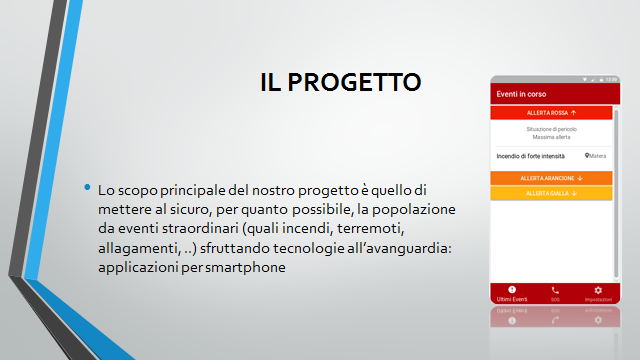 IL PROGETTO
Lo scopo principale del nostro progetto è quello di
mettere al sicuro, per quanto possibile, la popolazione
da eventi straordinari (quali incendi, terremoti,
allagamenti, ..) sfruttando tecnologie all'avanguardia:
applicazioni per smartphone
Eventi in corso
ALLERTA ROSSA ↑
Situazione di pericolo
Massima allerta
Incendio di forte intensità Matera
ALLERTA ARANCIONE ↓
ALLERTA GIALLA ↓
Ultimi Eventi SOS Impostazioni